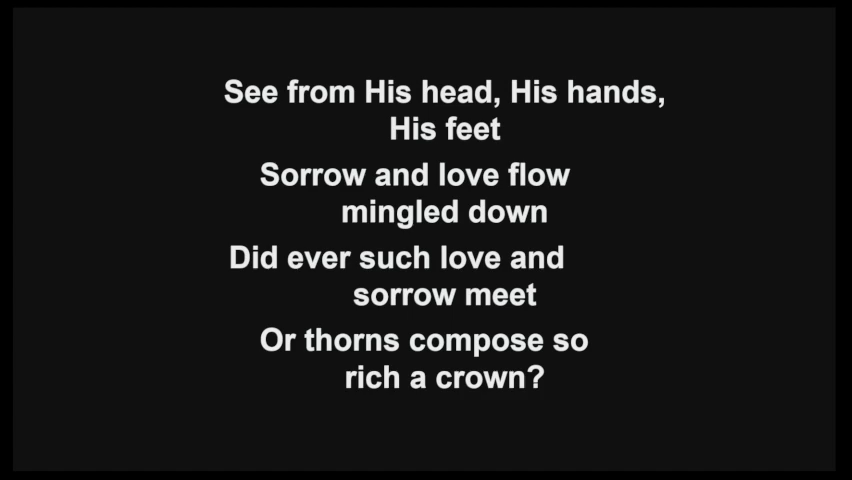 See from His head, His hands,
His feet
Sorrow and love flow
mingled down
Did ever such love and
sorrow meet
Or thorns compose so
rich a crown?